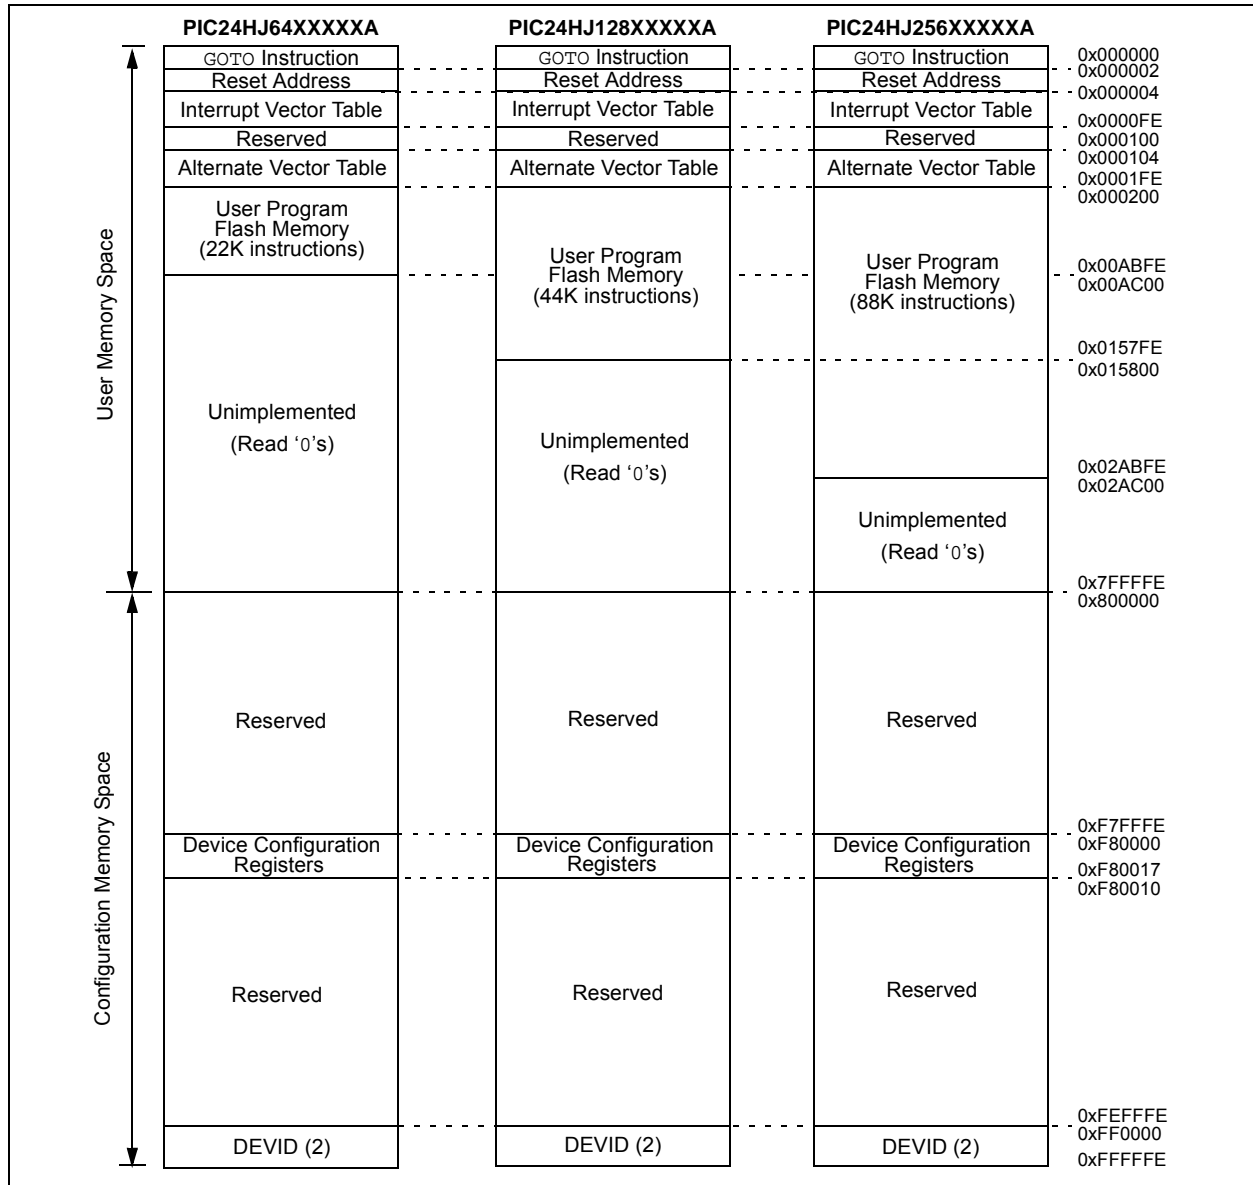 PIC24HJ64XXXXXA
GOTO Instruction
Reset Address
Interrupt Vector Table
Reserved
Alternate Vector Table
User Program
Flash Memory
(22K instructions)
Unimplemented
(Read ‘0’s)
Reserved
Device Configuration
Registers
Reserved
DEVID (2)
PIC24HJ128XXXXXA
GOTO Instruction
Reset Address
Interrupt Vector Table
Reserved
Alternate Vector Table
User Program
Flash Memory
(44K instructions)
Unimplemented
(Read ‘0’s)
Reserved
Device Configuration
Registers
Reserved
DEVID (2)
PIC24HJ256XXXXXA
GOTO Instruction
Reset Address
Interrupt Vector Table
Reserved
Alternate Vector Table
User Program
Flash Memory
(88K instructions)
Unimplemented
(Read ‘0’s)
Reserved
Device Configuration
Registers
Reserved
DEVID (2)
0x000000
0x000002
0x000004
0x0000FE
0x000100
0x000104
0x0001FE
0x000200
0x00ABFE
0x00AC00
0x0157FE
0x015800
0x02ABFE
0x02AC00
0x7FFFFE
0x800000
0xF7FFFE
0xF80000
0xF80017
0xF80010
0xFEFFFE
0xFF0000
0xFFFFFE
User Memory Space
Configuration Memory Space